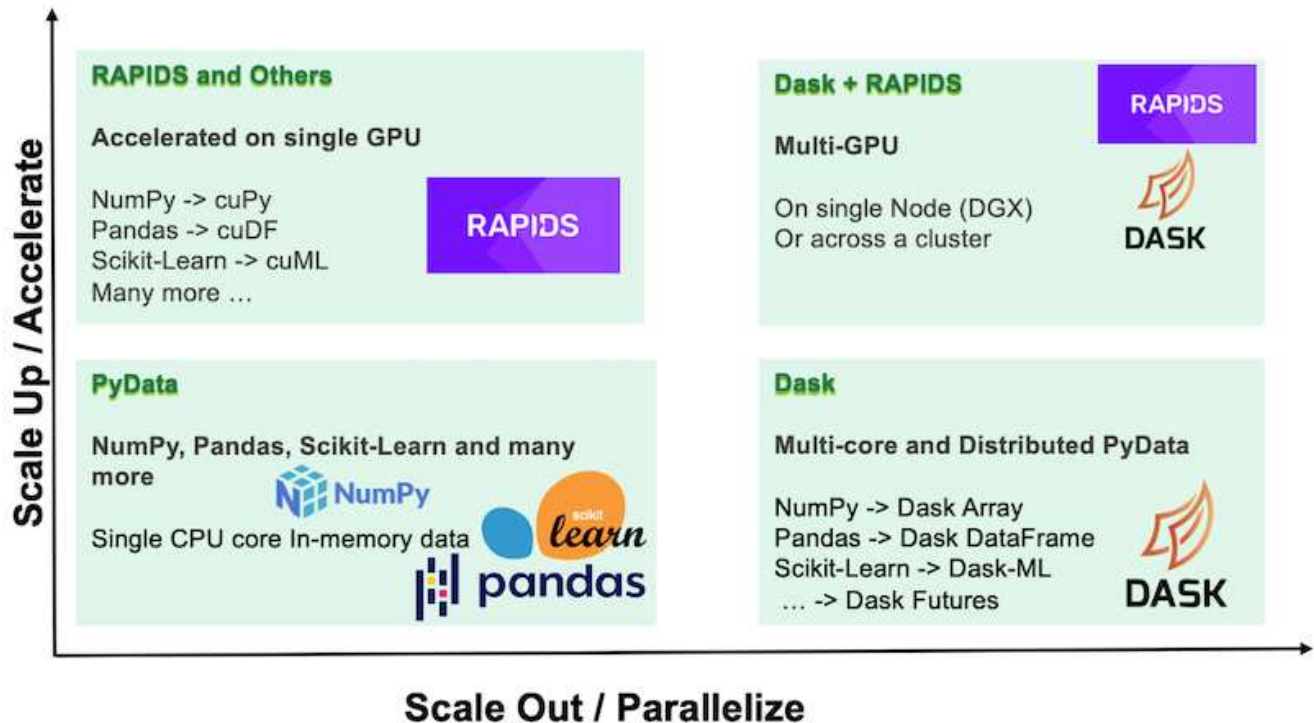 Scale Up / Accelerate
RAPIDS and Others
Accelerated on single GPU
NumPy -> cuPy
Pandas -> cuDF
Scikit-Learn -> cuML
Many more …
RAPIDS
Dask + RAPIDS
Multi-GPU
On single Node (DGX)
Or across a cluster
RAPIDS
DASK
PyData
NumPy, Pandas, Scikit-Learn and many
more
NumPy
Single CPU core In-memory data
scikit
learn
pandas
Dask
Multi-core and Distributed PyData
NumPy -> Dask Array
Pandas -> Dask DataFrame
Scikit-Learn -> Dask-ML
… -> Dask Futures
DASK
Scale Out / Parallelize